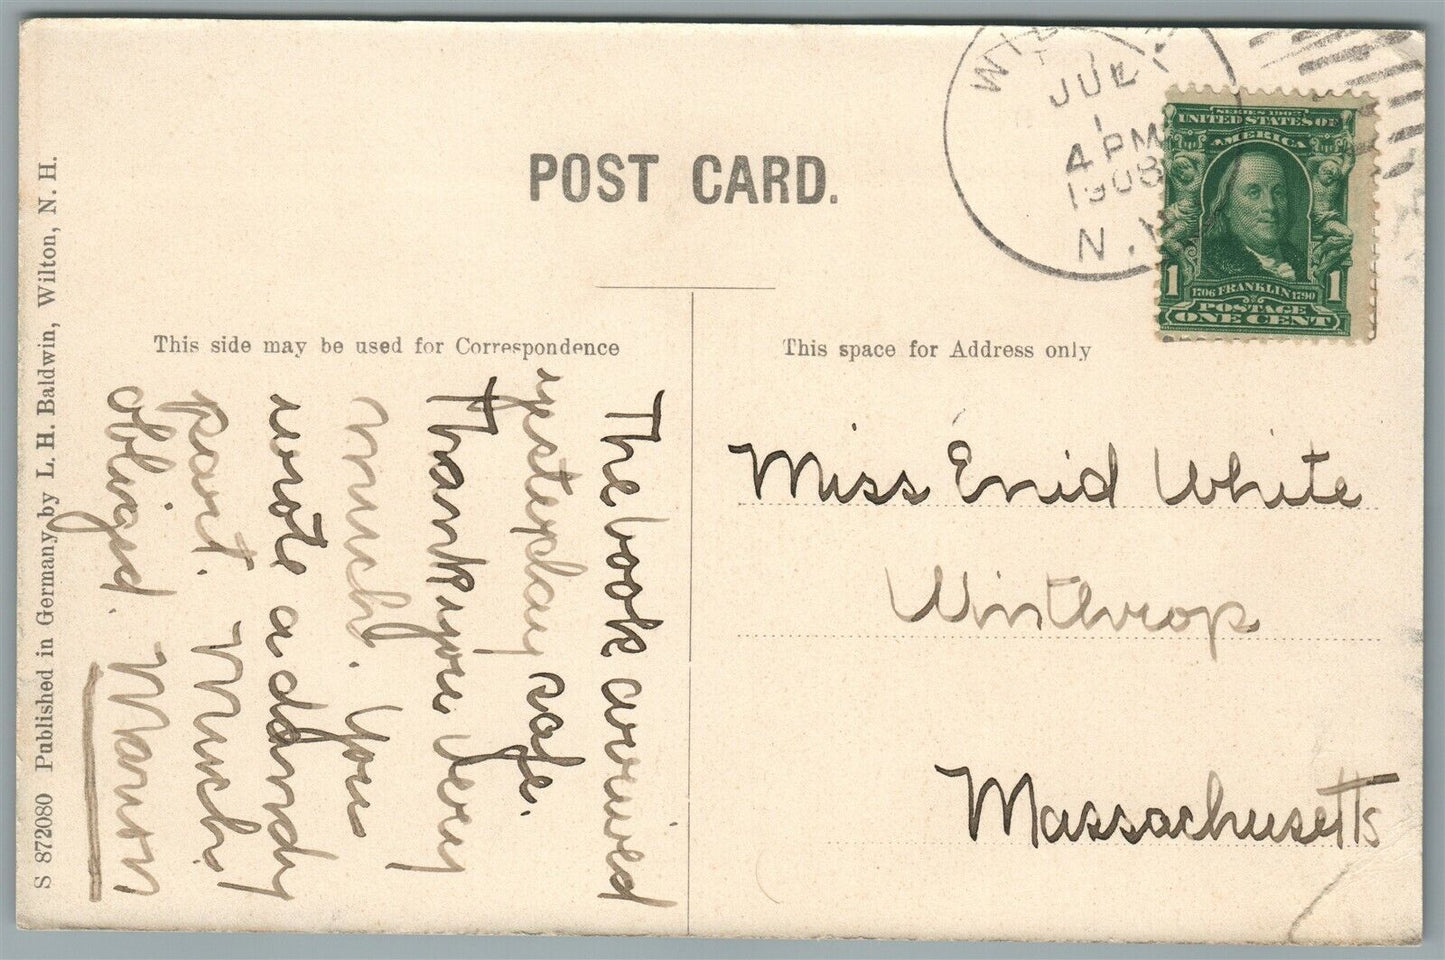 POST CARD.
JUL
1
4 PM
1908
N.Y.
SERIES 1902
UNITED STATES OF
AMERICA
1 1706 FRANKLIN 1790 1
POSTAGE
ONE CENT
This side may be used for Correspondence
The book arrived
yesterday safe.
Thank you very
much. You
wrote a dandy
part. Much
obliged. Marion
This space for Address only
Miss Enid White
Winthrop
Massachusetts
S 872080 Published in Germany by L. H. Baldwin, Wilton, N. H.